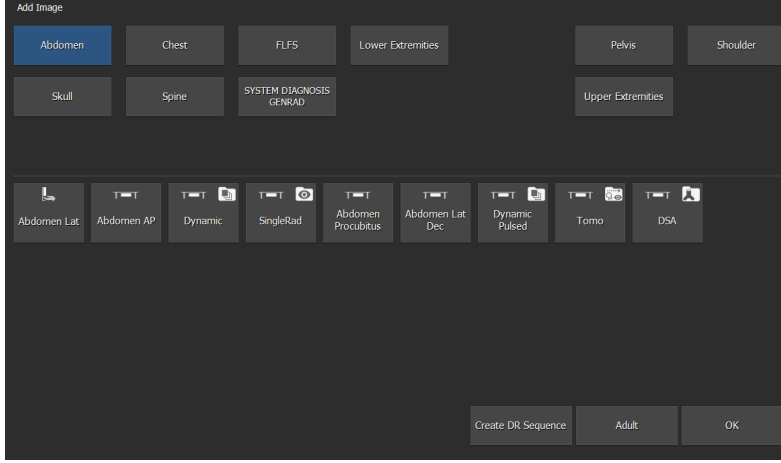 Add Image
Abdomen
Chest
FLFS
Lower Extremities
Pelvis
Shoulder
Skull
Spine
SYSTEM DIAGNOSIS
GENRAD
Upper Extremities
Abdomen Lat
Abdomen AP
Dynamic
SingleRad
Abdomen
Procubitus
Abdomen Lat
Dec
Dynamic
Pulsed
Tomo
DSA
Create DR Sequence
Adult
OK